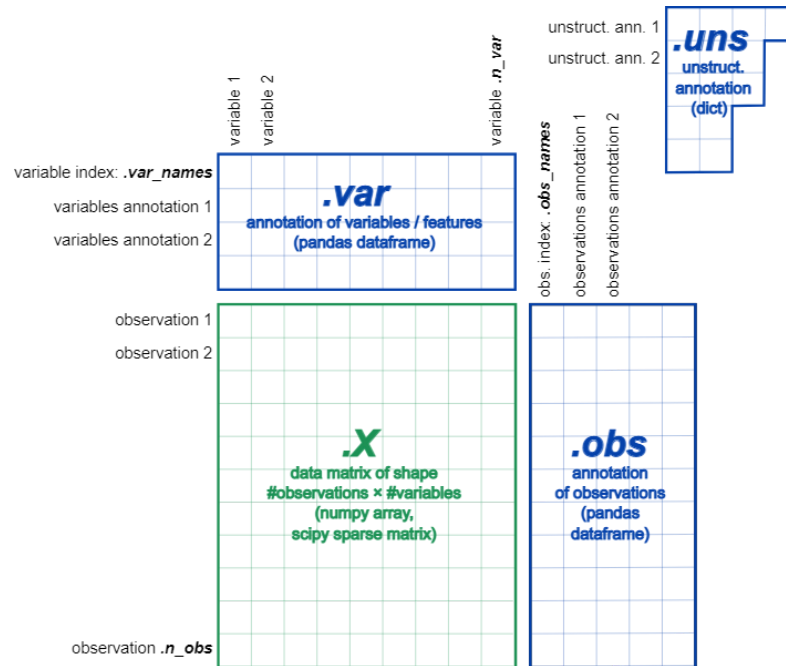 unstruct. ann. 1
unstruct. ann. 2
.uns
unstruct.
annotation
(dict)
variable 1
variable 2
variable .n_var
obs. index: .obs_names
observations annotation 1
observations annotation 2
variable index: .var_names
variables annotation 1
variables annotation 2
.var
annotation of variables / features
(pandas dataframe)
observation 1
observation 2
observation .n_obs
.X
data matrix of shape
#observations × #variables
(numpy array,
scipy sparse matrix)
.obs
annotation
of observations
(pandas
dataframe)